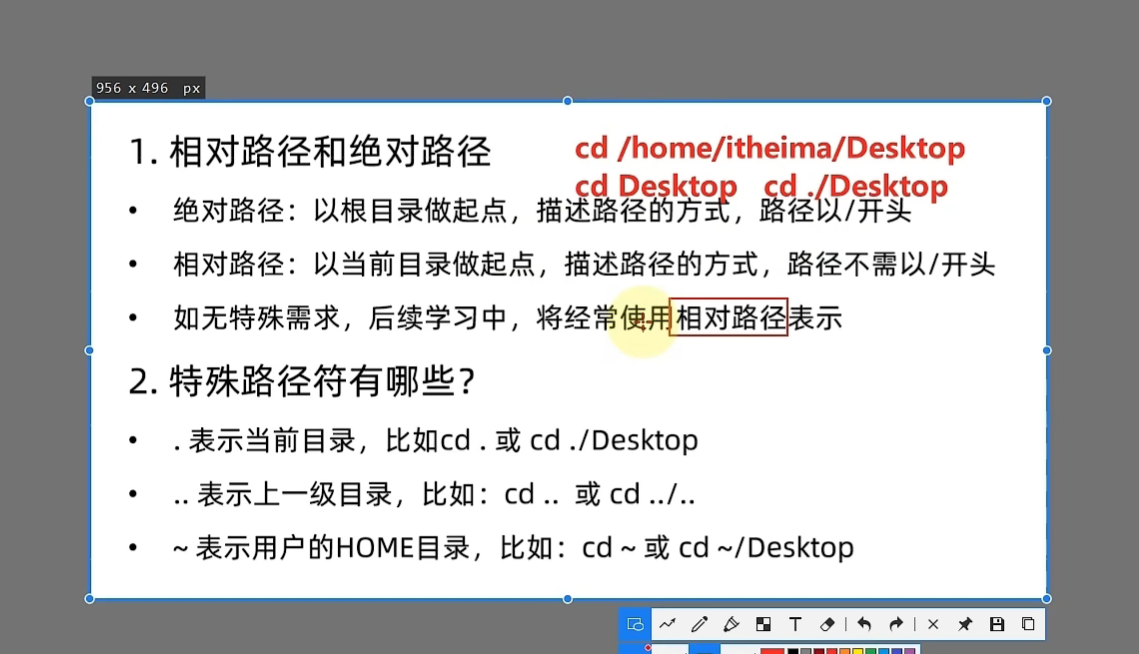 956 x 496 px
1. 相对路径和绝对路径
cd /home/itheima/Desktop
cd Desktop cd ./Desktop
• 绝对路径：以根目录做起点，描述路径的方式，路径以/开头
• 相对路径：以当前目录做起点，描述路径的方式，路径不需以/开头
• 如无特殊需求，后续学习中，将经常使用相对路径表示
2. 特殊路径符有哪些？
• . 表示当前目录，比如cd . 或 cd ./Desktop
• .. 表示上一级目录，比如：cd .. 或 cd ../..
• ~ 表示用户的HOME目录，比如：cd ~ 或 cd ~/Desktop